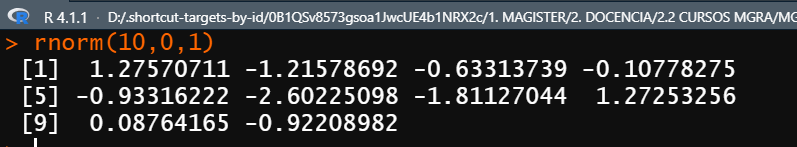 R 4.1.1 · D:/.shortcut-targets-by-id/0B1QSv8573gsoa1JwcUE4b1NRX2c/1. MAGISTER/2. DOCENCIA/2.2 CURSOS MGRA/MG
> rnorm(10,0,1)
[1] 1.27570711 -1.21578692 -0.63313739 -0.10778275
[5] -0.93316222 -2.60225098 -1.81127044 1.27253256
[9] 0.08764165 -0.92208982